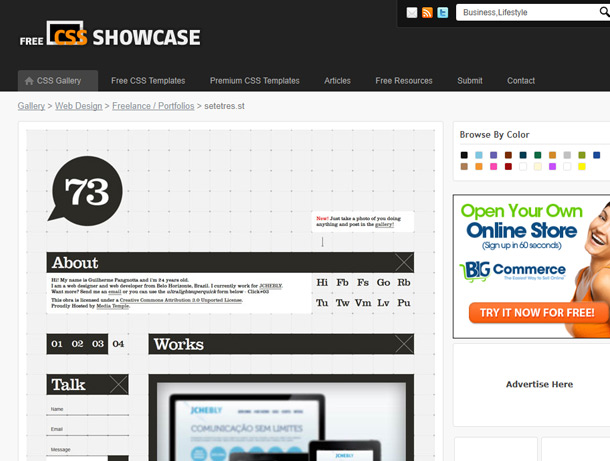 Business,Lifestyle
FREE CSS SHOWCASE
CSS Gallery Free CSS Templates Premium CSS Templates Articles Free Resources Submit Contact
Gallery > Web Design > Freelance / Portfolios > setetres.st
73
New! Just take a photo of you doing
anything and post in the gallery!
About
Hi! My name is Guilherme Pangnotta and i'm 24 years old.
I am a web designer and web developer from Belo Horizonte, Brazil. I currently work for JCHEBLY.
Want more? Send me an email or you can use the ultrabigblasterquick form below - Click*00
This obra is licensed under a Creative Commons Attribution 3.0 Unported License.
Proudly Hosted by Media Temple.
Hi Fb Fs Go Rb
Tu Tw Vm Lv Pu
01 02 03 04
Works
Talk
Name
Email
Message
JCHEBLY
COMUNICAÇÃO SEM LIMITES
JCHEBLY
Browse By Color
Open Your Own
Online Store
(Sign up in 60 seconds)
BIG Commerce
The Easiest Way to Sell Online
TRY IT NOW FOR FREE!
Advertise Here